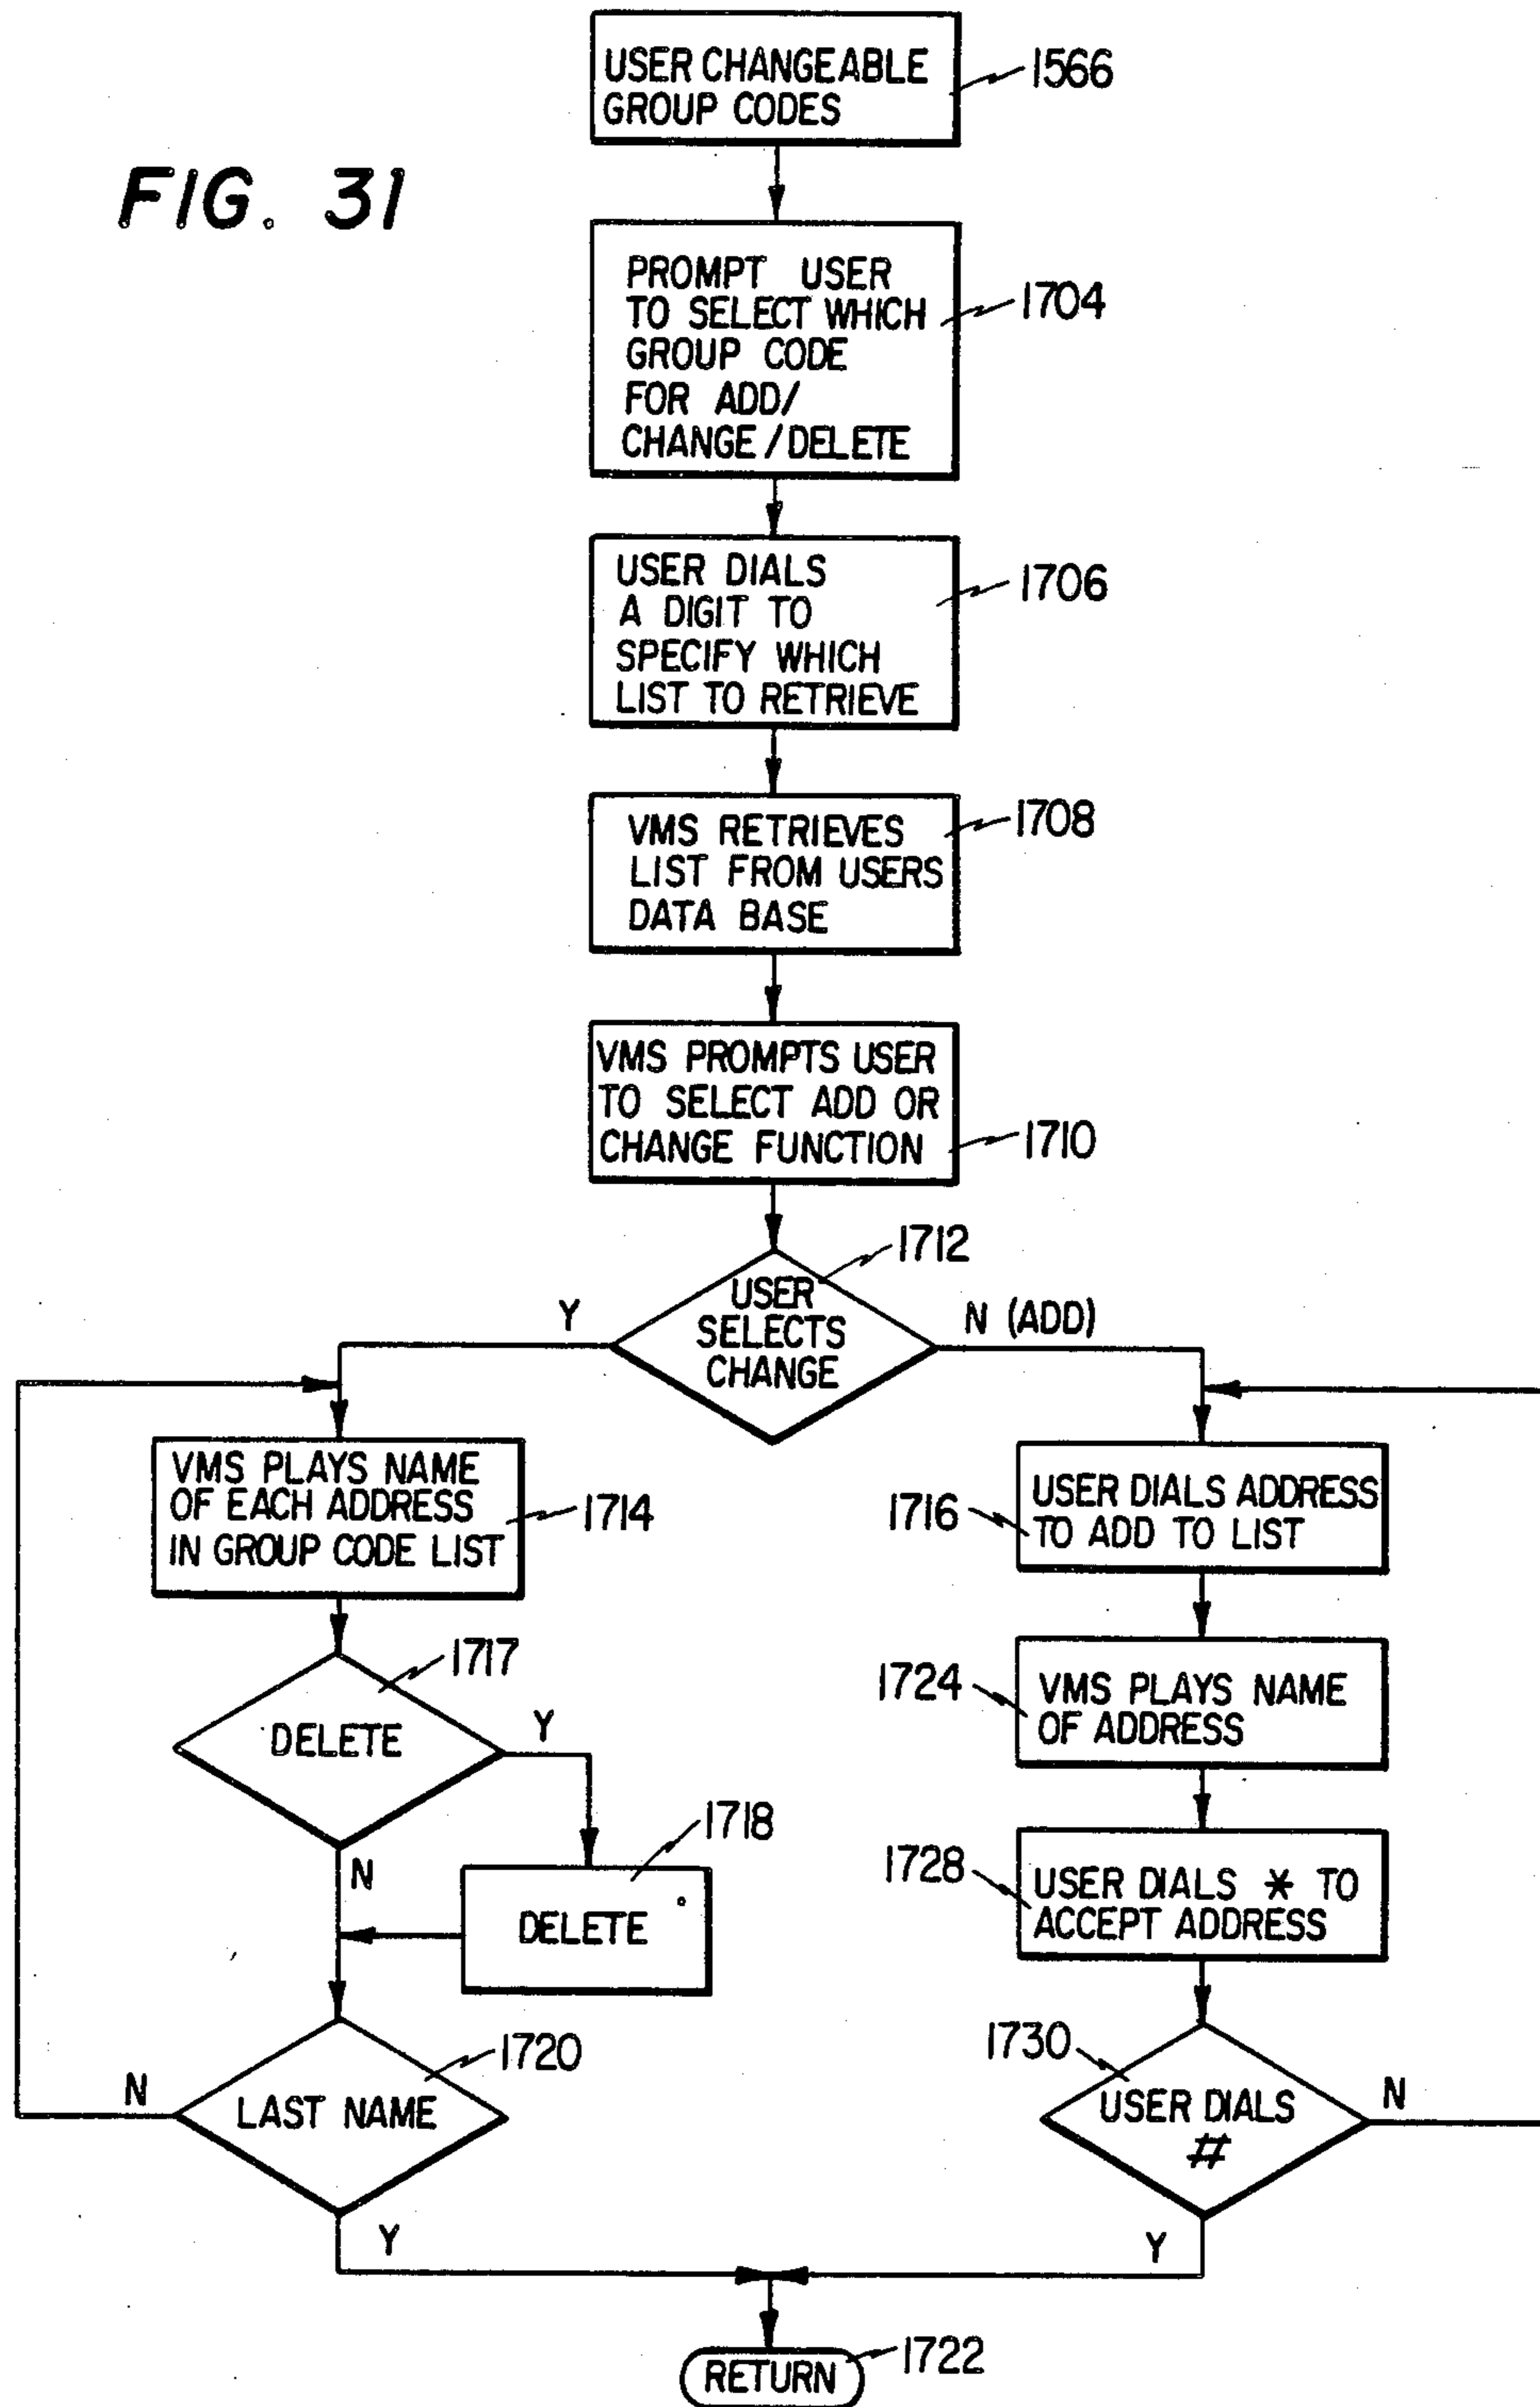 FIG. 31
USER CHANGEABLE
GROUP CODES
1566
PROMPT USER
TO SELECT WHICH
GROUP CODE
FOR ADD/
CHANGE/DELETE
1704
USER DIALS
A DIGIT TO
SPECIFY WHICH
LIST TO RETRIEVE
1706
VMS RETRIEVES
LIST FROM USERS
DATA BASE
1708
VMS PROMPTS USER
TO SELECT ADD OR
CHANGE FUNCTION
1710
1712
USER
SELECTS
CHANGE
Y
N (ADD)
VMS PLAYS NAME
OF EACH ADDRESS
IN GROUP CODE LIST
1714
1717
DELETE
Y
N
1718
DELETE
1720
LAST NAME
N
Y
1716
USER DIALS ADDRESS
TO ADD TO LIST
1724
VMS PLAYS NAME
OF ADDRESS
1728
USER DIALS * TO
ACCEPT ADDRESS
1730
USER DIALS
#
N
Y
RETURN
1722